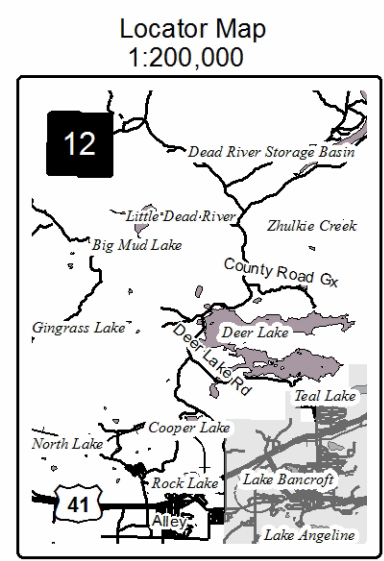 Locator Map
1:200,000
12
Dead River Storage Basin
Little Dead River
Zhulkie Creek
Big Mud Lake
County Road Gx
Gingrass Lake
Deer Lake
Deer Lake Rd
Teal Lake
Cooper Lake
North Lake
Rock Lake
Lake Bancroft
41
Alley
Lake Angeline